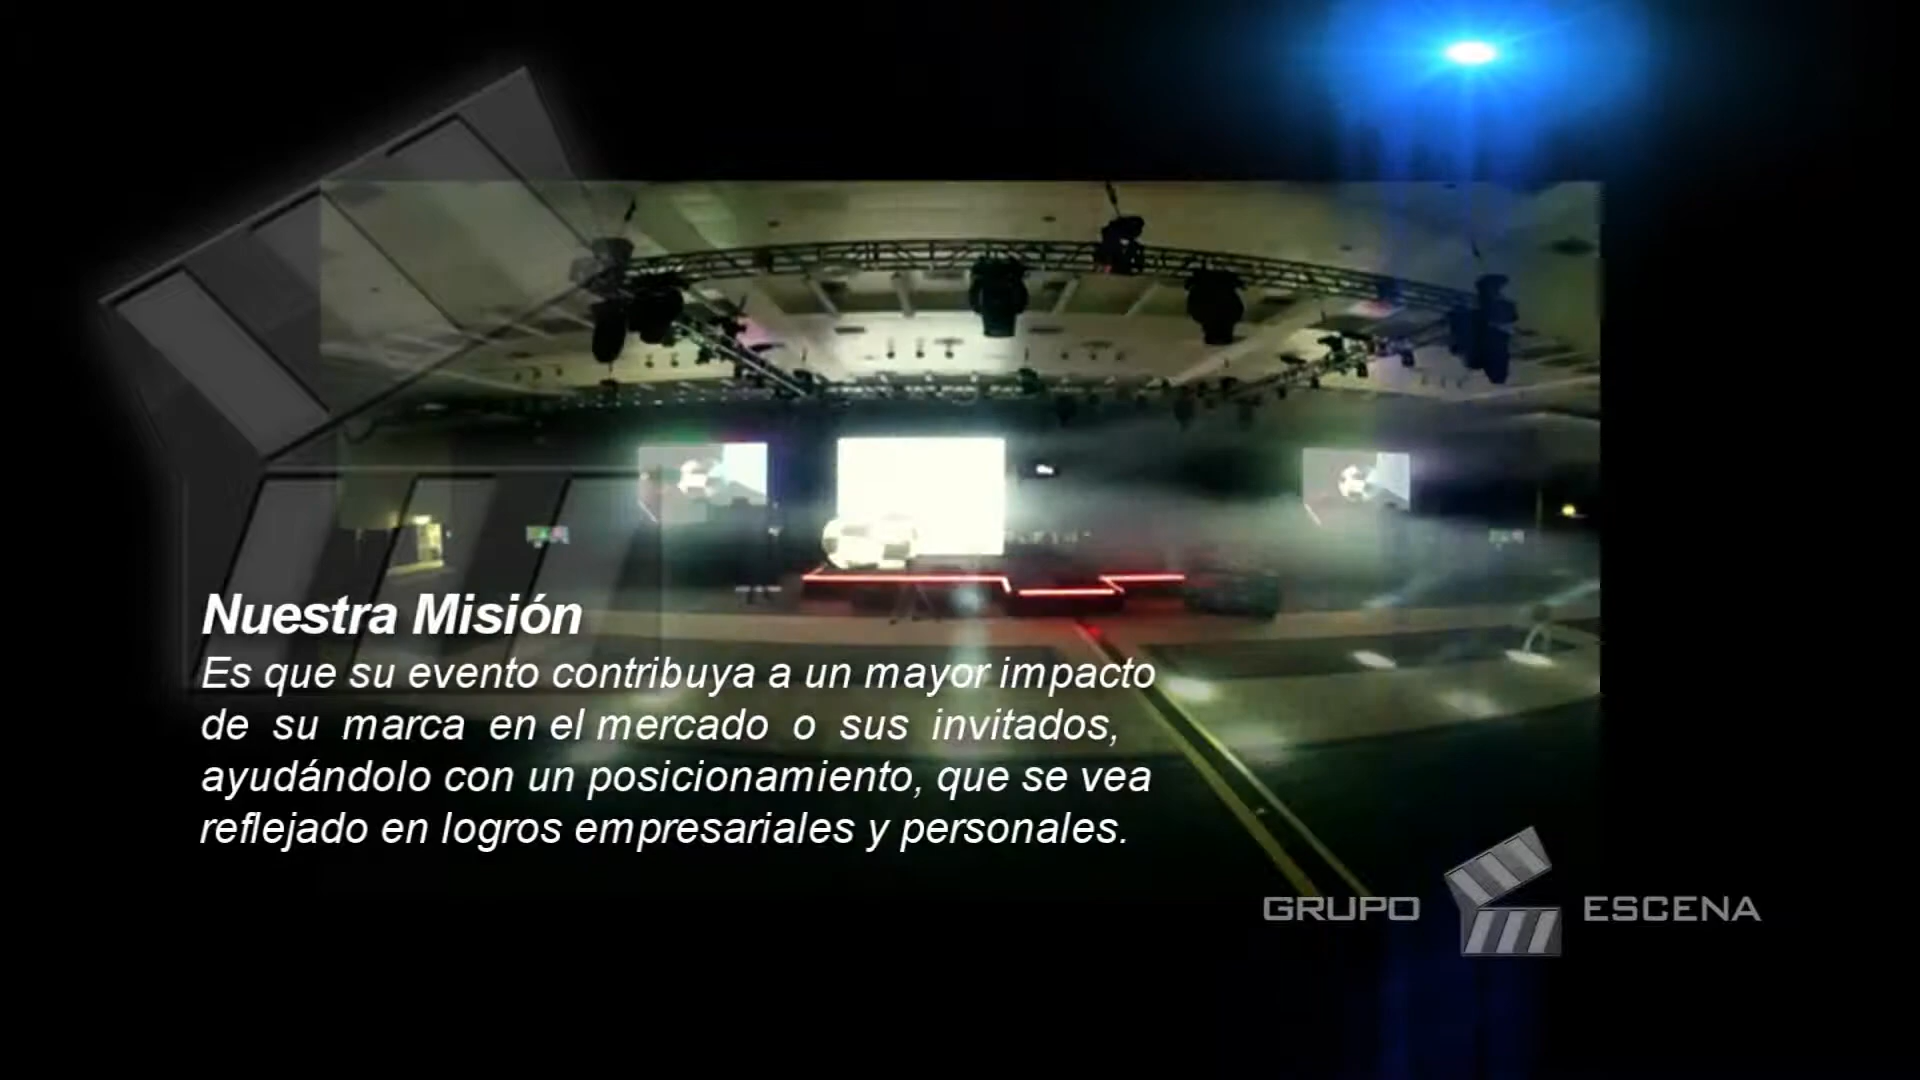 Nuestra Misión
Es que su evento contribuya a un mayor impacto
de su marca en el mercado o sus invitados,
ayudándolo con un posicionamiento, que se vea
reflejado en logros empresariales y personales.
GRUPO ESCENA